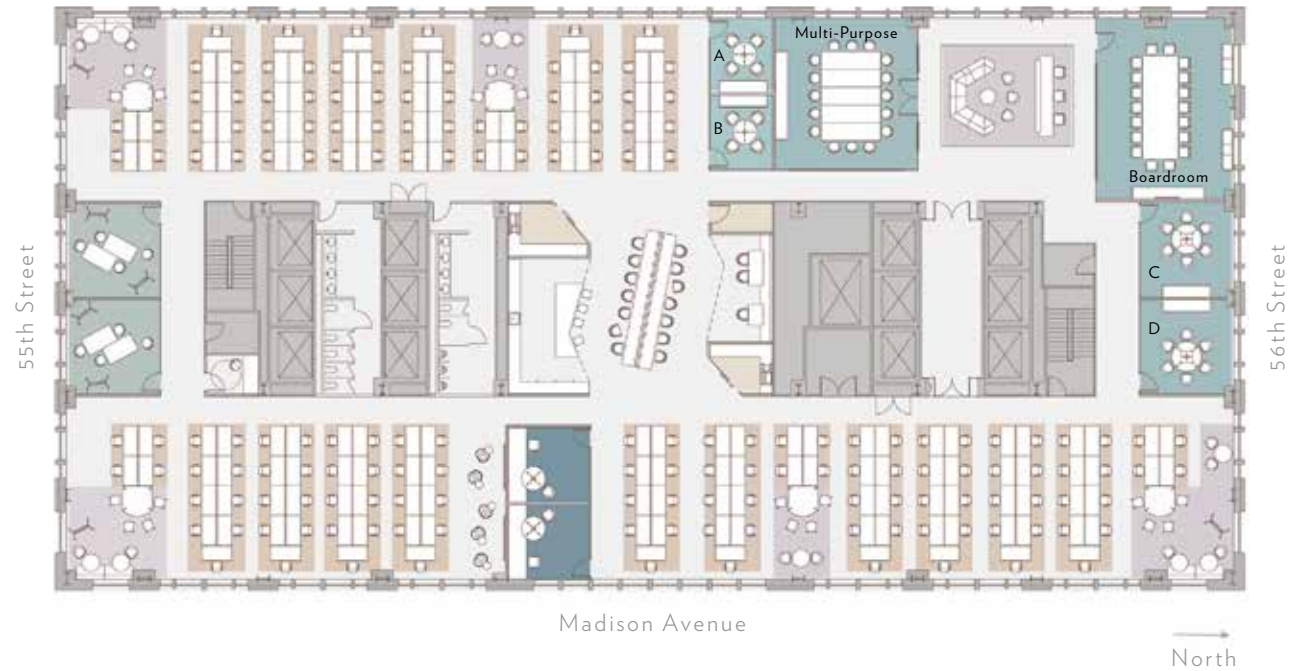 Multi-Purpose
A
B
Boardroom
C
D
55th Street
56th Street
Madison Avenue
North